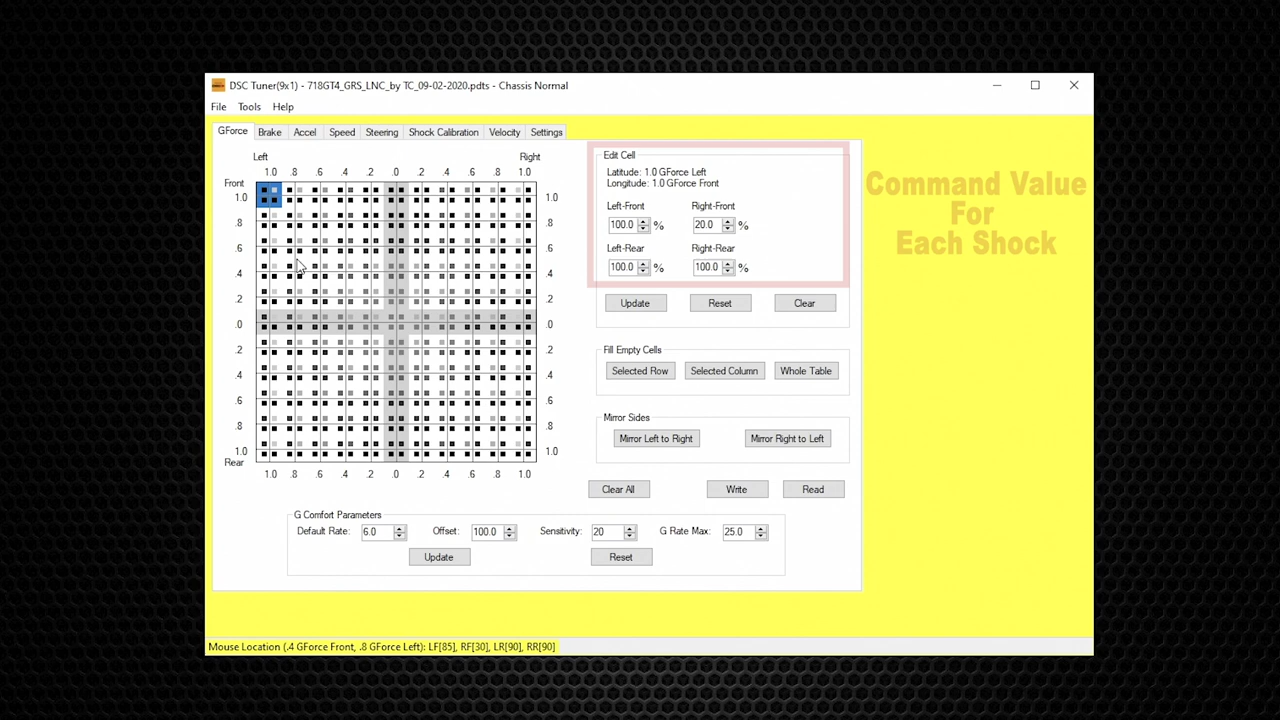 DSC Tuner(9x1) - 718GT4_GRS_LNC_by TC_09-02-2020.pdts - Chassis Normal
File Tools Help
GForce Brake Accel Speed Steering Shock Calibration Velocity Settings
Left Right
1.0 .8 .6 .4 .2 .0 .2 .4 .6 .8 1.0
Front
1.0 1.0
.8 .8
.6 .6
.4 .4
.2 .2
.0 .0
.2 .2
.4 .4
.6 .6
.8 .8
1.0 1.0
Rear
1.0 .8 .6 .4 .2 .0 .2 .4 .6 .8 1.0
Edit Cell
Latitude: 1.0 GForce Left
Longitude: 1.0 GForce Front
Left-Front Right-Front
100.0 % 20.0 %
Left-Rear Right-Rear
100.0 % 100.0 %
Update Reset Clear
Fill Empty Cells
Selected Row Selected Column Whole Table
Mirror Sides
Mirror Left to Right Mirror Right to Left
Clear All Write Read
G Comfort Parameters
Default Rate: 6.0 Offset: 100.0 Sensitivity: 20 G Rate Max: 25.0
Update Reset
Command Value
For
Each Shock
Mouse Location (.4 GForce Front, .8 GForce Left): LF[85], RF[30], LR[90], RR[90]